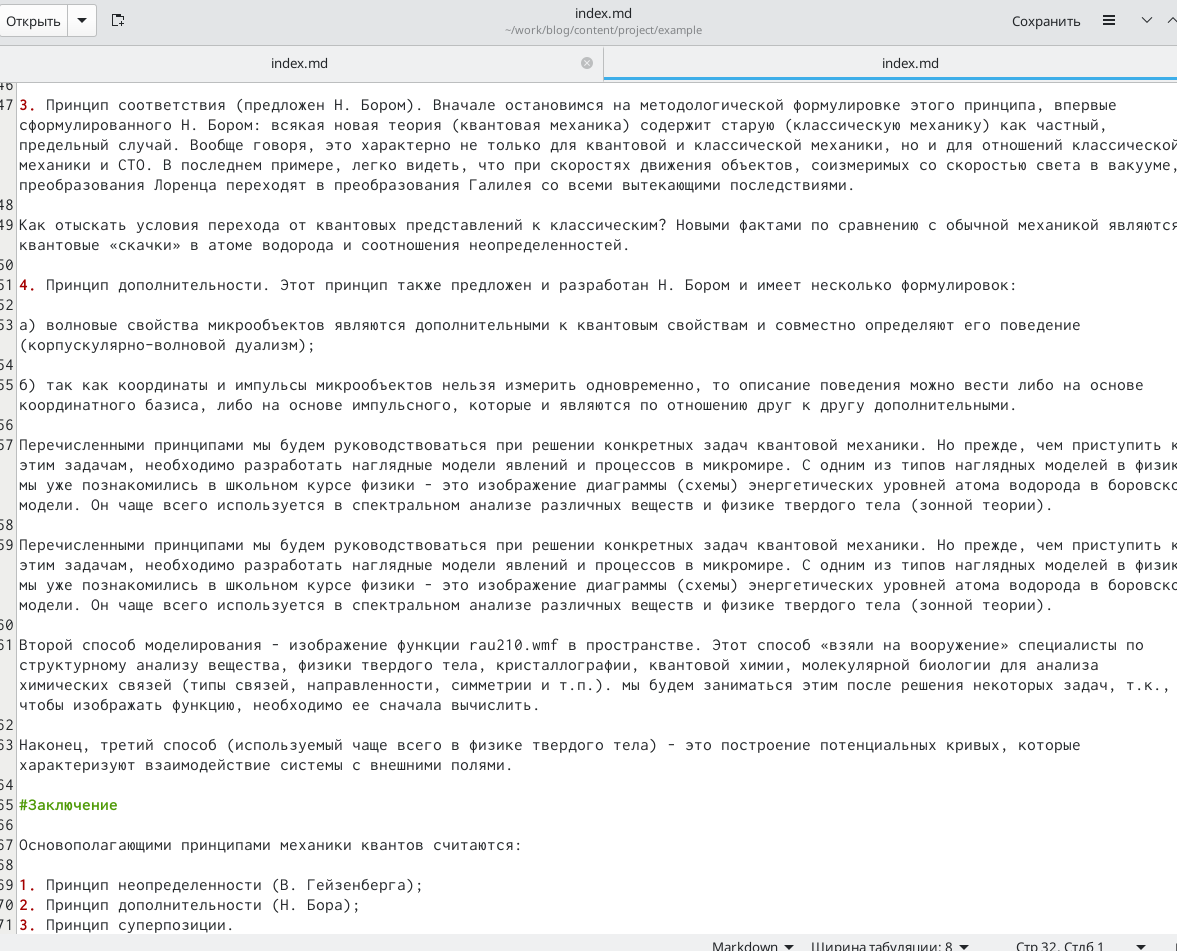 Открыть
index.md
~/work/blog/content/project/example
Сохранить
index.md
index.md
46
47 3. Принцип соответствия (предложен Н. Бором). Вначале остановимся на методологической формулировке этого принципа, впервые
сформулированного Н. Бором: всякая новая теория (квантовая механика) содержит старую (классическую механику) как частный,
предельный случай. Вообще говоря, это характерно не только для квантовой и классической механики, но и для отношений классической
механики и СТО. В последнем примере, легко видеть, что при скоростях движения объектов, соизмеримых со скоростью света в вакууме,
преобразования Лоренца переходят в преобразования Галилея со всеми вытекающими последствиями.
48
49 Как отыскать условия перехода от квантовых представлений к классическим? Новыми фактами по сравнению с обычной механикой являются
квантовые «скачки» в атоме водорода и соотношения неопределенностей.
50
51 4. Принцип дополнительности. Этот принцип также предложен и разработан Н. Бором и имеет несколько формулировок:
52
53 а) волновые свойства микрообъектов являются дополнительными к квантовым свойствам и совместно определяют его поведение
(корпускулярно-волновой дуализм);
54
55 б) так как координаты и импульсы микрообъектов нельзя измерить одновременно, то описание поведения можно вести либо на основе
координатного базиса, либо на основе импульсного, которые и являются по отношению друг к другу дополнительными.
56
57 Перечисленными принципами мы будем руководствоваться при решении конкретных задач квантовой механики. Но прежде, чем приступить к
этим задачам, необходимо разработать наглядные модели явлений и процессов в микромире. С одним из типов наглядных моделей в физик
мы уже познакомились в школьном курсе физики - это изображение диаграммы (схемы) энергетических уровней атома водорода в боровско
модели. Он чаще всего используется в спектральном анализе различных веществ и физике твердого тела (зонной теории).
58
59 Перечисленными принципами мы будем руководствоваться при решении конкретных задач квантовой механики. Но прежде, чем приступить к
этим задачам, необходимо разработать наглядные модели явлений и процессов в микромире. С одним из типов наглядных моделей в физик
мы уже познакомились в школьном курсе физики - это изображение диаграммы (схемы) энергетических уровней атома водорода в боровско
модели. Он чаще всего используется в спектральном анализе различных веществ и физике твердого тела (зонной теории).
60
61 Второй способ моделирования - изображение функции rau210.wmf в пространстве. Этот способ «взяли на вооружение» специалисты по
структурному анализу вещества, физики твердого тела, кристаллографии, квантовой химии, молекулярной биологии для анализа
химических связей (типы связей, направленности, симметрии и т.п.). мы будем заниматься этим после решения некоторых задач, т.к.,
чтобы изображать функцию, необходимо ее сначала вычислить.
62
63 Наконец, третий способ (используемый чаще всего в физике твердого тела) - это построение потенциальных кривых, которые
характеризуют взаимодействие системы с внешними полями.
64
65 #Заключение
66
67 Основополагающими принципами механики квантов считаются:
68
69 1. Принцип неопределенности (В. Гейзенберга);
70 2. Принцип дополнительности (Н. Бора);
71 3. Принцип суперпозиции.
Markdown Ширина табуляции: 8 Стр 32, Стлб 1